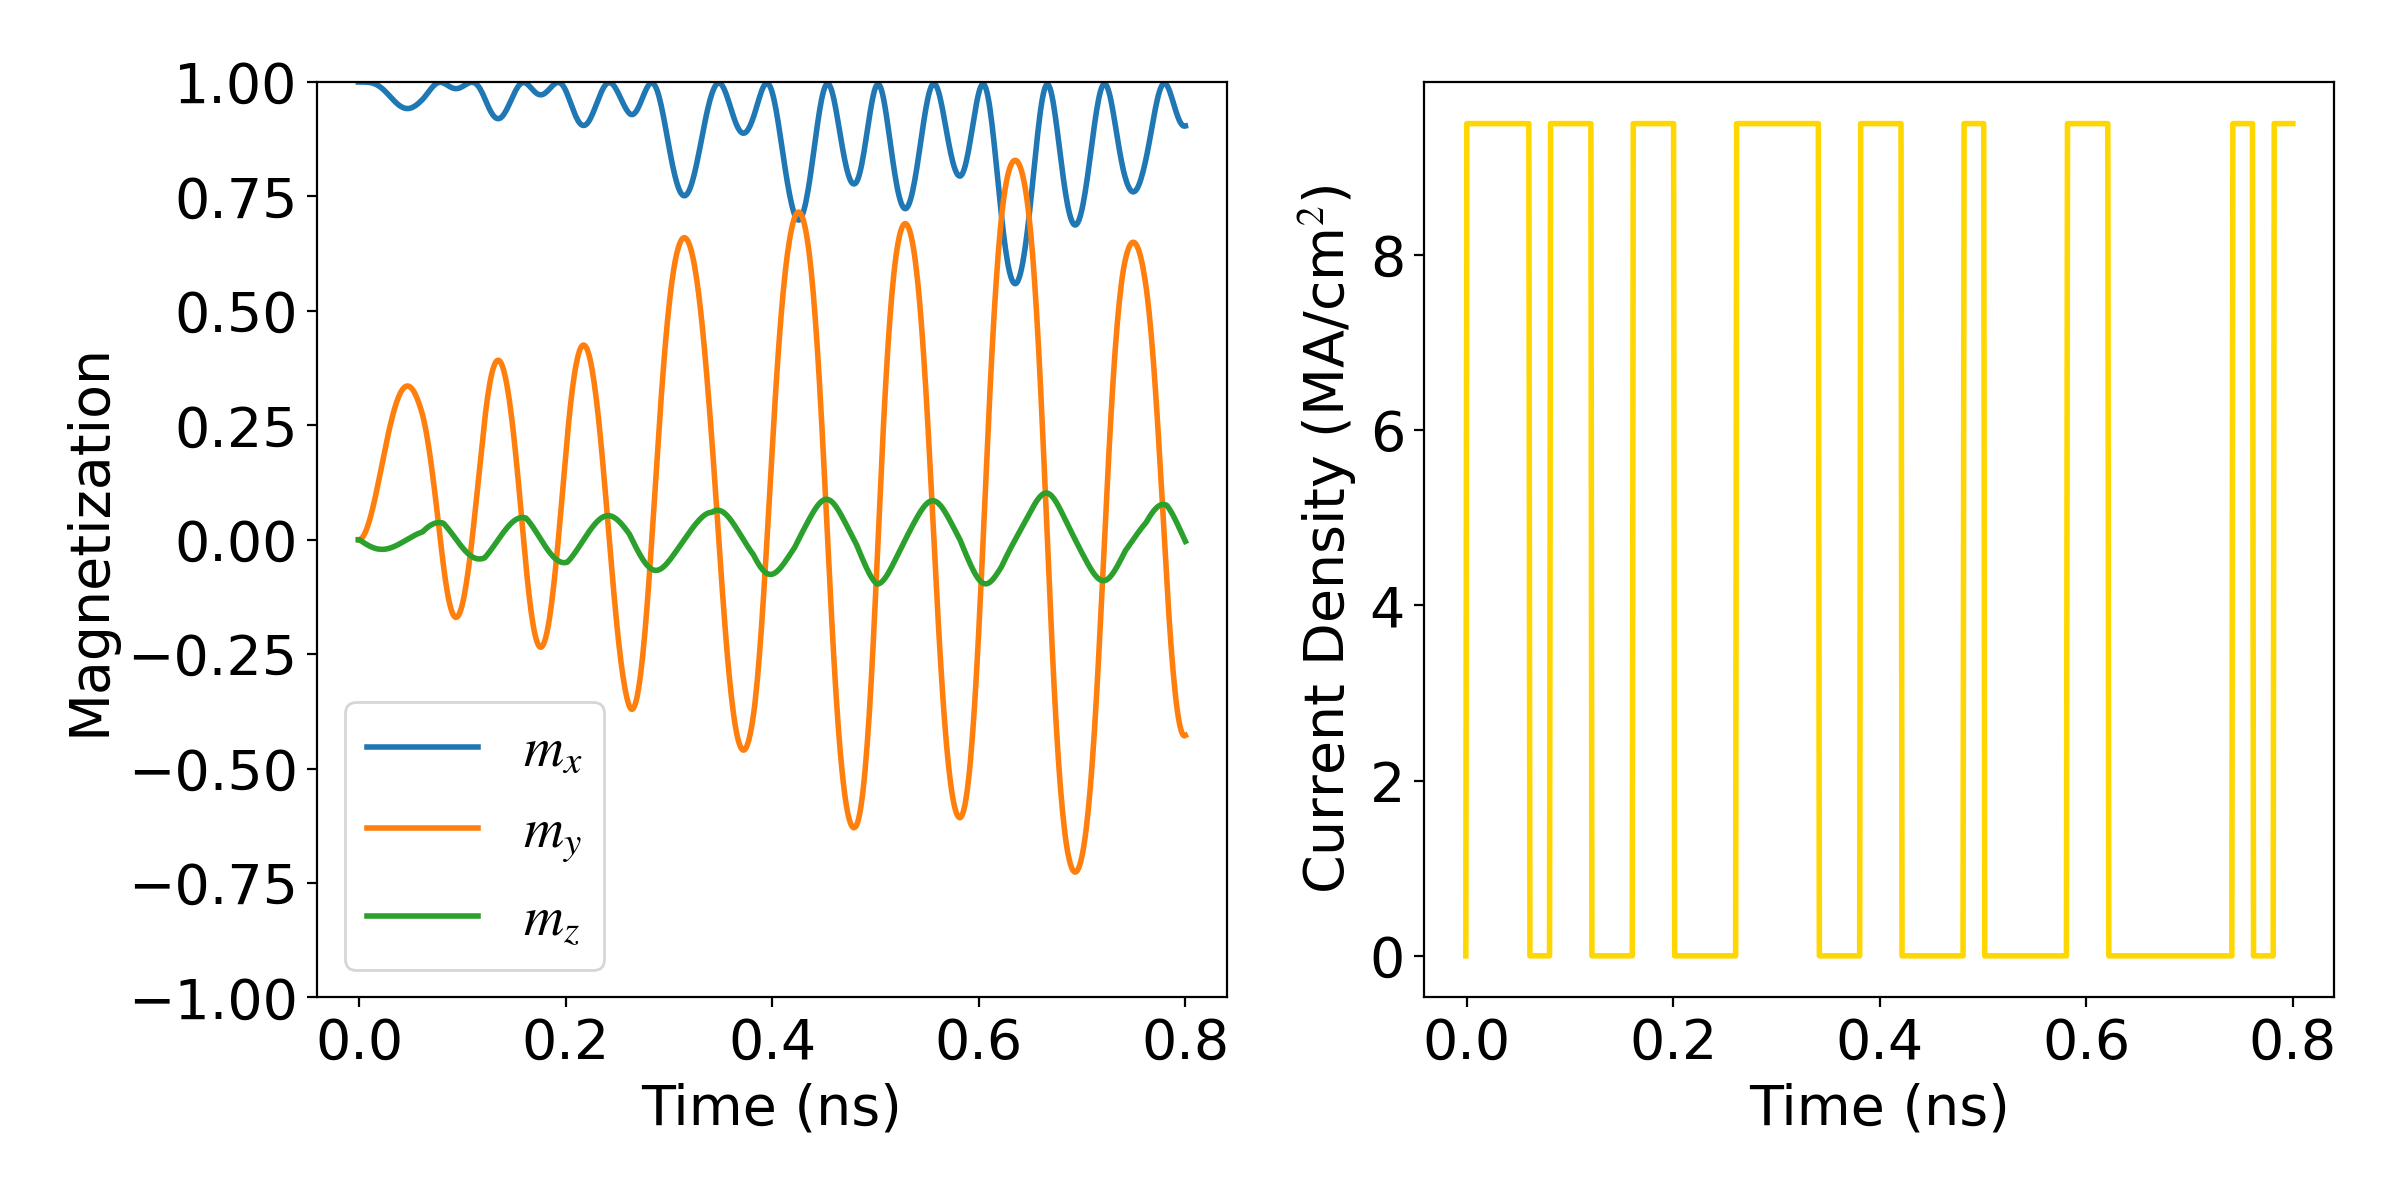 Magnetization
1.00
0.75
0.50
0.25
0.00
−0.25
−0.50
−0.75
−1.00
0.0 0.2 0.4 0.6 0.8
Time (ns)
m_x
m_y
m_z
Current Density (MA/cm²)
8
6
4
2
0
0.0 0.2 0.4 0.6 0.8
Time (ns)